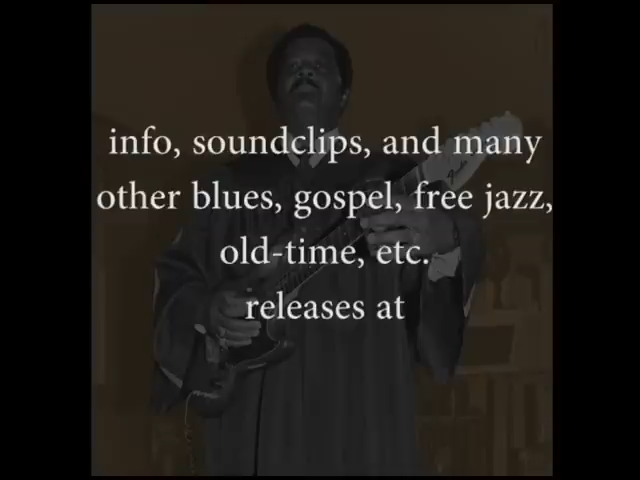 info, soundclips, and many
other blues, gospel, free jazz,
old-time, etc.
releases at